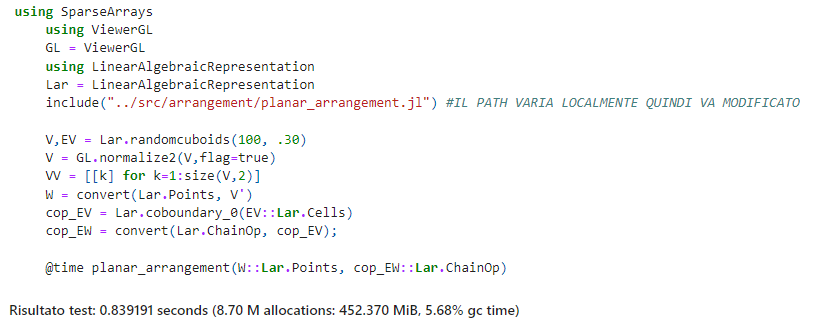 using SparseArrays
using ViewerGL
GL = ViewerGL
using LinearAlgebraicRepresentation
Lar = LinearAlgebraicRepresentation
include("../src/arrangement/planar_arrangement.jl") #IL PATH VARIA LOCALMENTE QUINDI VA MODIFICATO
V,EV = Lar.randomcuboids(100, .30)
V = GL.normalize2(V,flag=true)
VV = [[k] for k=1:size(V,2)]
W = convert(Lar.Points, V')
cop_EV = Lar.coboundary_0(EV::Lar.Cells)
cop_EW = convert(Lar.ChainOp, cop_EV);
@time planar_arrangement(W::Lar.Points, cop_EW::Lar.ChainOp)
Risultato test: 0.839191 seconds (8.70 M allocations: 452.370 MiB, 5.68% gc time)